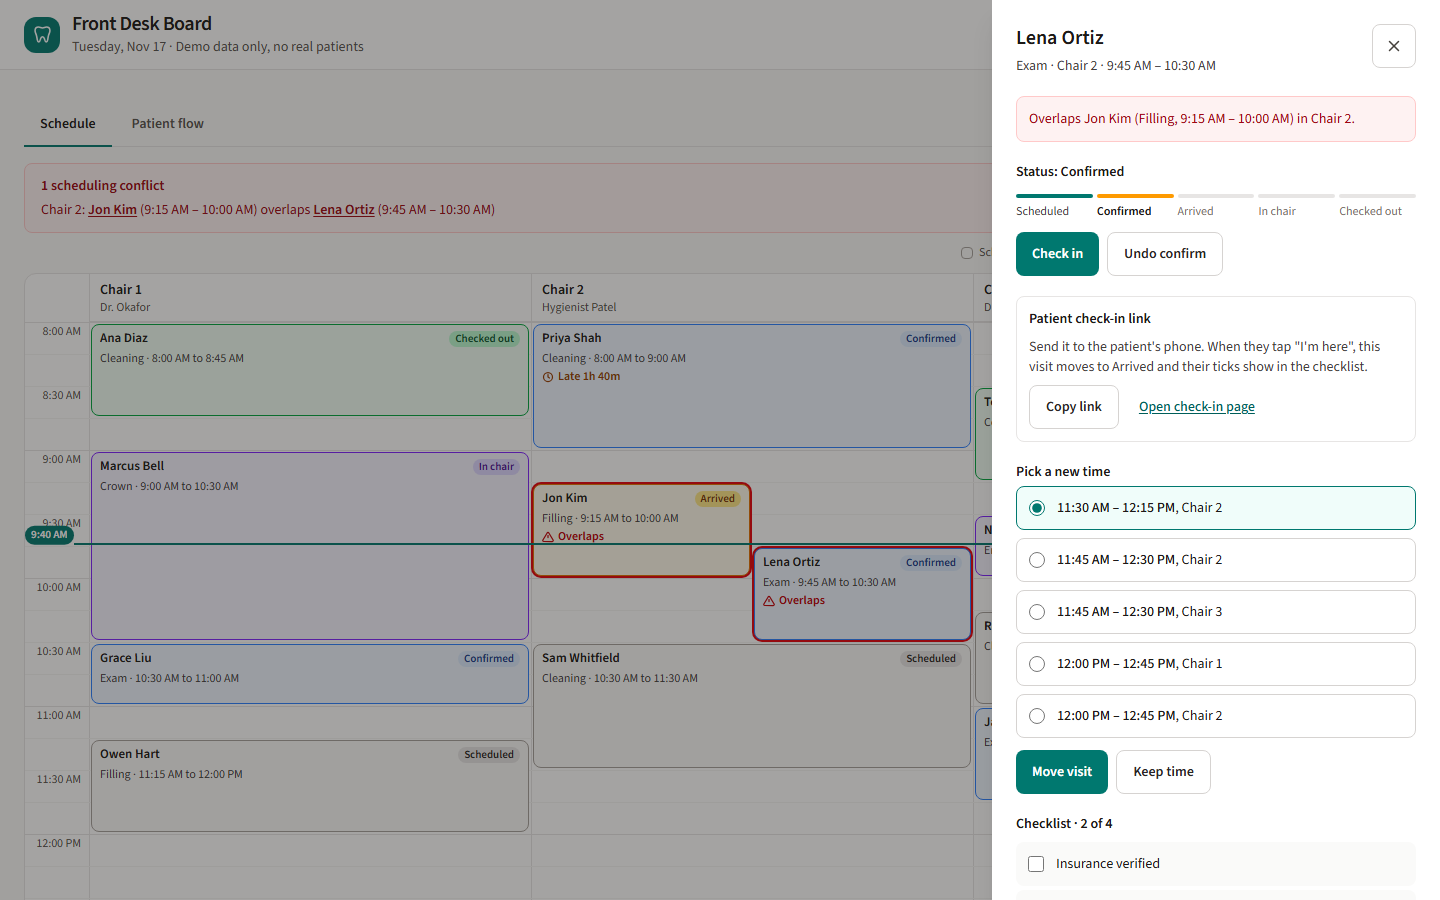 Front Desk Board
Tuesday, Nov 17 · Demo data only, no real patients
Schedule
Patient flow
1 scheduling conflict
Chair 2: Jon Kim (9:15 AM – 10:00 AM) overlaps Lena Ortiz (9:45 AM – 10:30 AM)
Chair 1
Dr. Okafor
Chair 2
Hygienist Patel
8:00 AM
8:30 AM
9:00 AM
9:30 AM
9:40 AM
10:00 AM
10:30 AM
11:00 AM
11:30 AM
12:00 PM
Ana Diaz
Checked out
Cleaning · 8:00 AM to 8:45 AM
Marcus Bell
In chair
Crown · 9:00 AM to 10:30 AM
Grace Liu
Confirmed
Exam · 10:30 AM to 11:00 AM
Owen Hart
Scheduled
Filling · 11:15 AM to 12:00 PM
Priya Shah
Confirmed
Cleaning · 8:00 AM to 9:00 AM
Late 1h 40m
Jon Kim
Arrived
Filling · 9:15 AM to 10:00 AM
Overlaps
Lena Ortiz
Confirmed
Exam · 9:45 AM to 10:30 AM
Overlaps
Sam Whitfield
Scheduled
Cleaning · 10:30 AM to 11:30 AM
Lena Ortiz
Exam · Chair 2 · 9:45 AM – 10:30 AM
Overlaps Jon Kim (Filling, 9:15 AM – 10:00 AM) in Chair 2.
Status: Confirmed
Scheduled
Confirmed
Arrived
In chair
Checked out
Check in
Undo confirm
Patient check-in link
Send it to the patient's phone. When they tap "I'm here", this
visit moves to Arrived and their ticks show in the checklist.
Copy link
Open check-in page
Pick a new time
11:30 AM – 12:15 PM, Chair 2
11:45 AM – 12:30 PM, Chair 2
11:45 AM – 12:30 PM, Chair 3
12:00 PM – 12:45 PM, Chair 1
12:00 PM – 12:45 PM, Chair 2
Move visit
Keep time
Checklist · 2 of 4
Insurance verified